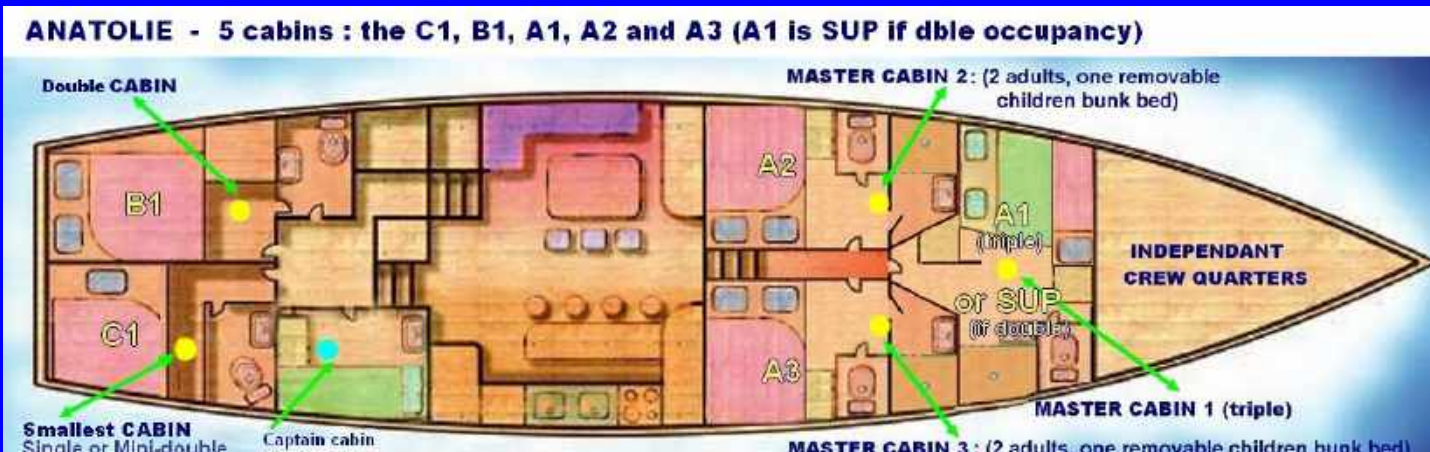 ANATOLIE - 5 cabins : the C1, B1, A1, A2 and A3 (A1 is SUP if dble occupancy)
Double CABIN
MASTER CABIN 2 : (2 adults, one removable
children bunk bed)
B1
A2
A1
(triple)
INDEPENDANT
CREW QUARTERS
C1
or SUP
(if double)
A3
MASTER CABIN 1 (triple)
Smallest CABIN
Single or Mini-double
Captain cabin
MASTER CABIN 3 : (2 adults, one removable children bunk bed)